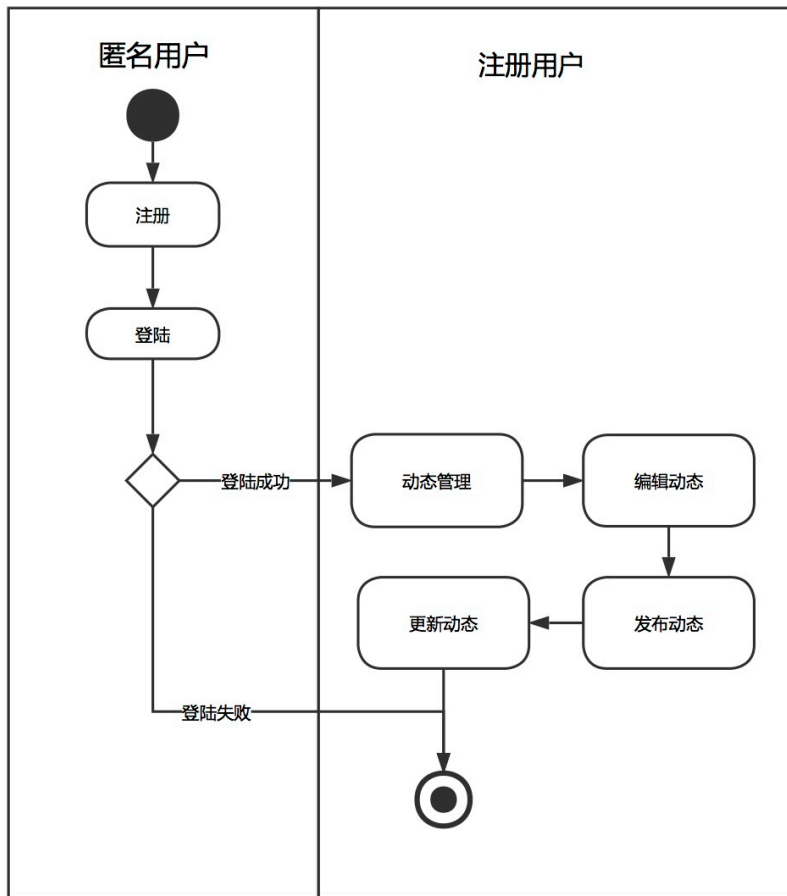 匿名用户
注册用户
注册
登陆
登陆成功
动态管理
编辑动态
更新动态
发布动态
登陆失败